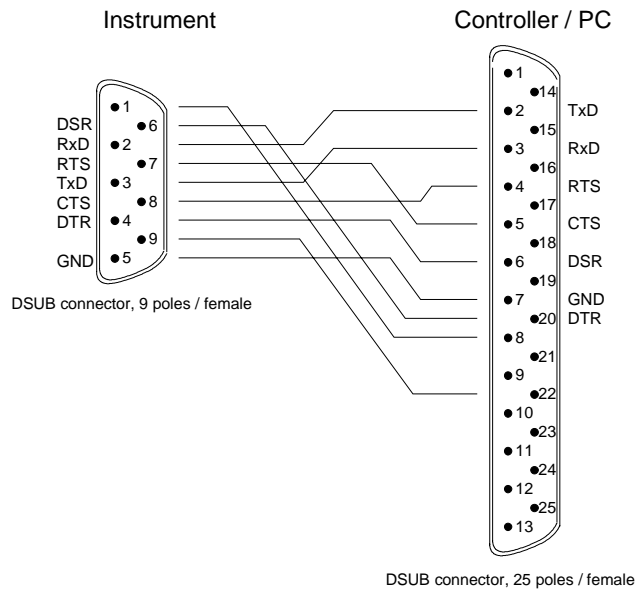 Instrument
Controller / PC
1
6
DSR
2
RxD
7
RTS
3
TxD
8
CTS
4
DTR
9
5
GND
DSUB connector, 9 poles / female
1
14
2
TxD
15
3
RxD
16
4
RTS
17
5
CTS
18
6
DSR
19
7
GND
20
DTR
8
21
9
22
10
23
11
24
12
25
13
DSUB connector, 25 poles / female